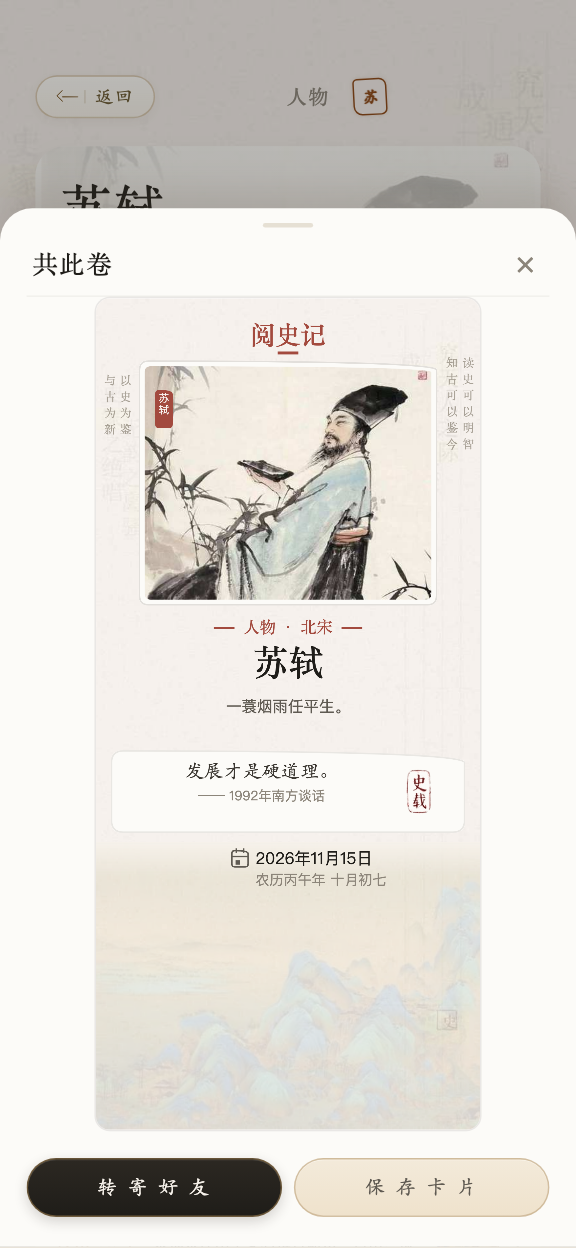 返回
人物
苏
苏轼
共此卷
阅史记
以史为鉴
与古为新
读史可以明智
知古可以鉴今
苏轼
人物 · 北宋
苏轼
一蓑烟雨任平生。
发展才是硬道理。
—— 1992年南方谈话
史载
2026年11月15日
农历丙午年 十月初七
转寄好友
保存卡片